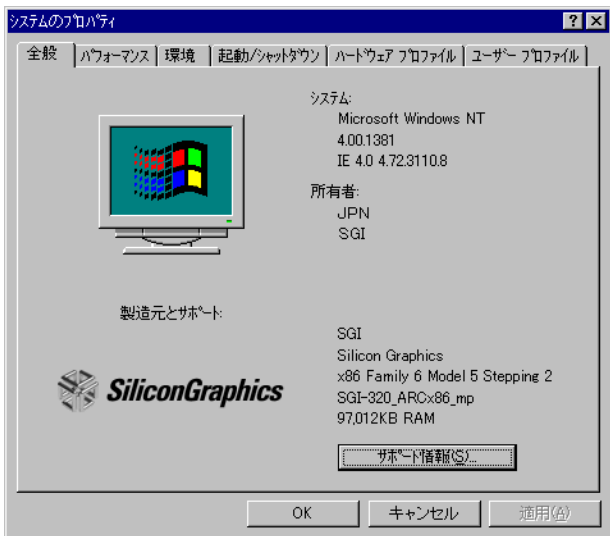 システムのプロパティ
全般
パフォーマンス
環境
起動/シャットダウン
ハードウェア プロファイル
ユーザー プロファイル
システム:
Microsoft Windows NT
4.00.1381
IE 4.0 4.72.3110.8
所有者:
JPN
SGI
製造元とサポート:
SGI
Silicon Graphics
x86 Family 6 Model 5 Stepping 2
SGI-320_ARCx86_mp
97,012KB RAM
SiliconGraphics
サポート情報(S)...
OK
キャンセル
適用(A)